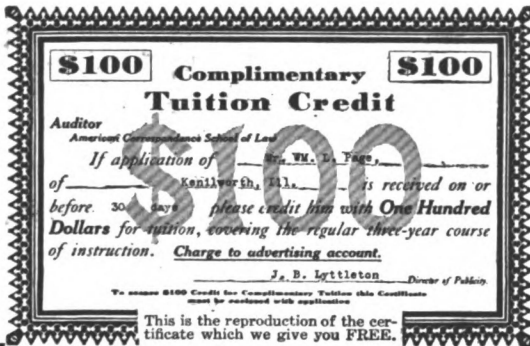 $100 Complimentary $100
Tuition Credit
Auditor
American Correspondence School of Law
If application of Mr. WM. L. Page,
of Kenilworth, Ill. is received on or
before 30 days please credit him with One Hundred
Dollars for tuition, covering the regular three-year course
of instruction. Charge to advertising account.
J. B. Lyttleton Director of Publicity.
To secure $100 Credit for Complimentary Tuition this Certificate
must be enclosed with application
$100
This is the reproduction of the cer-
tificate which we give you FREE.